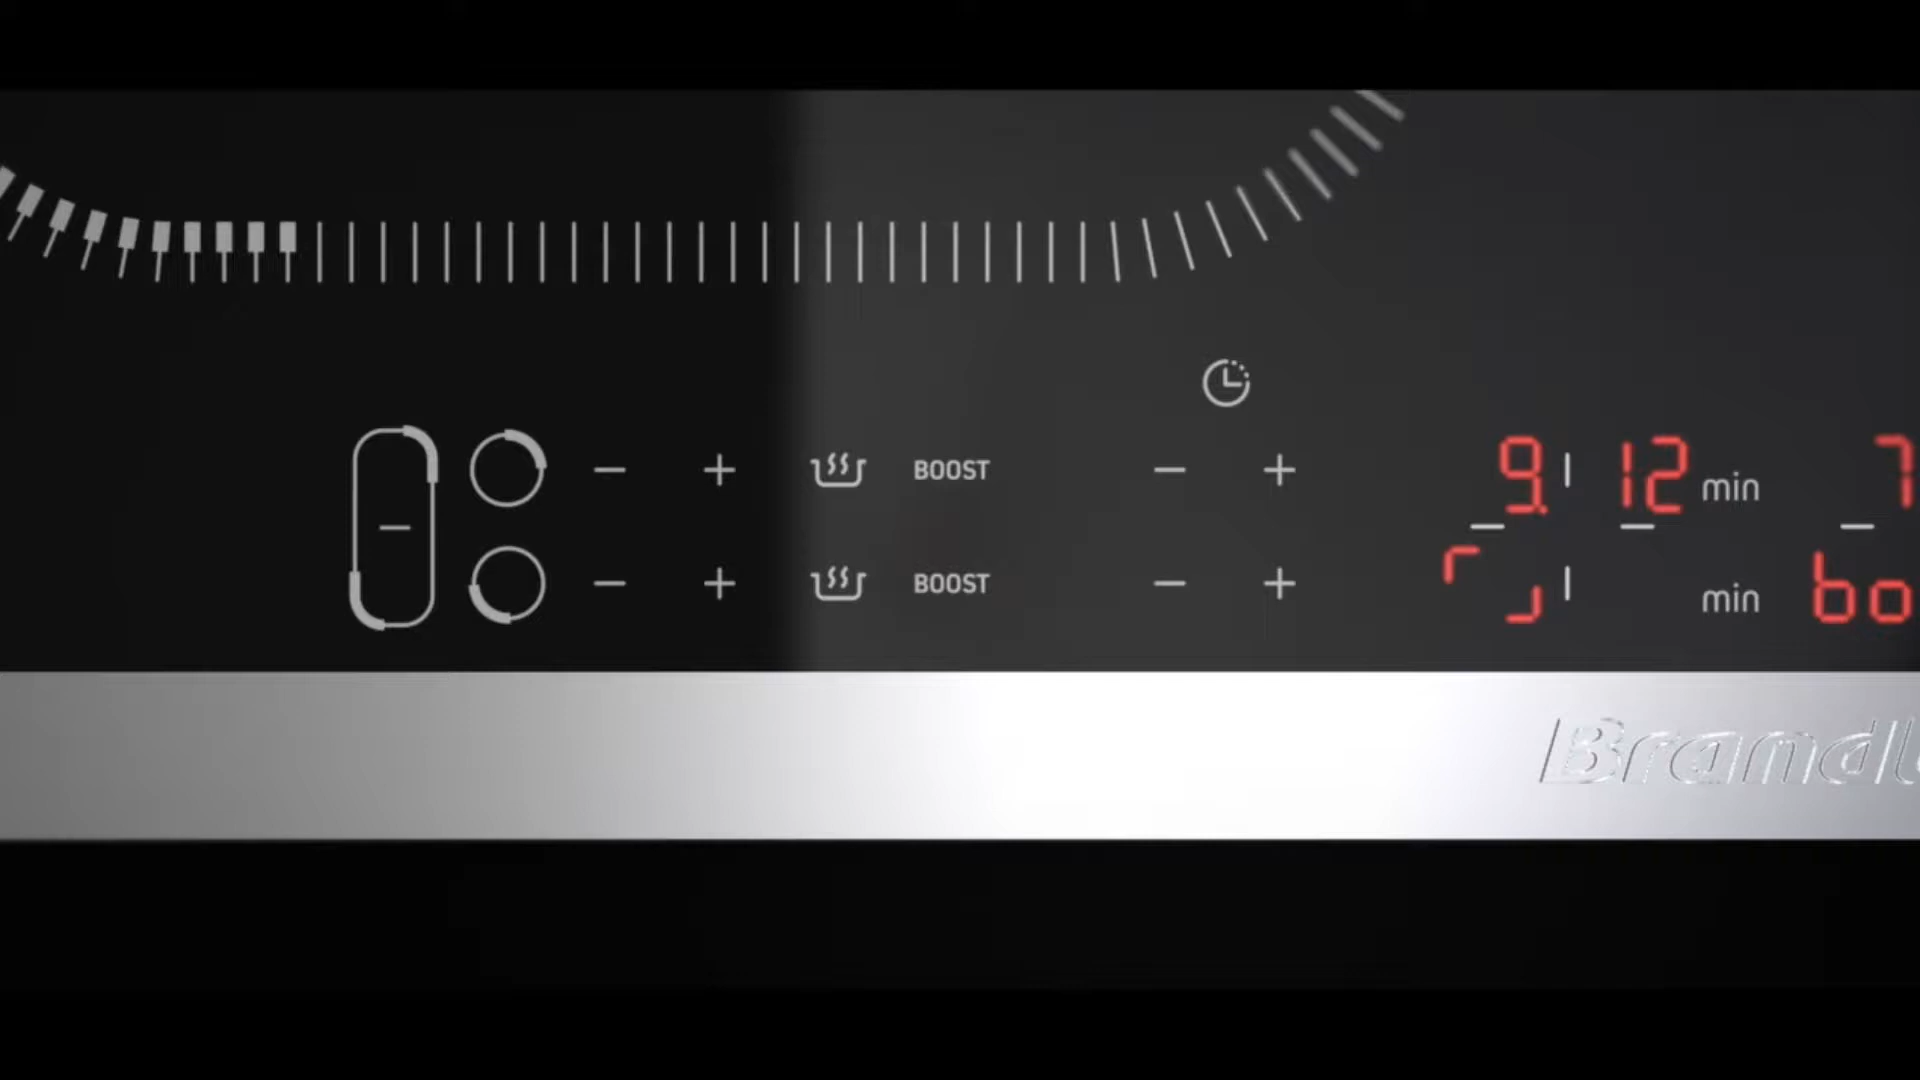 − + BOOST − + 9. 12 min 7
− + BOOST − + min bo
Brandt